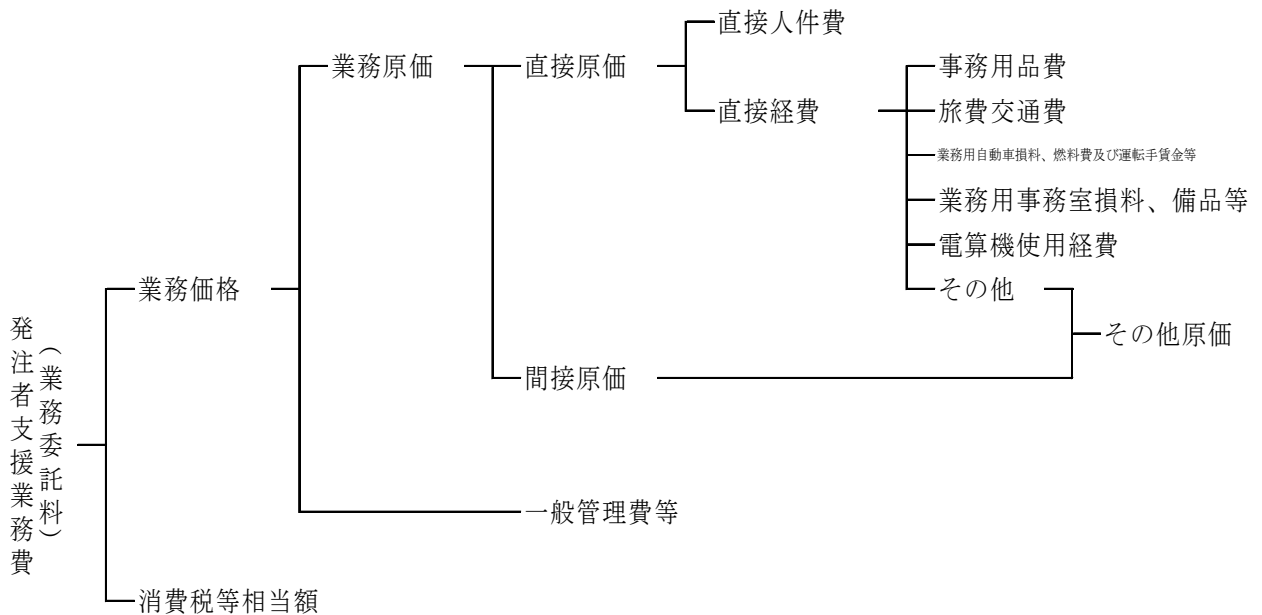 直接人件費
業務原価
直接原価
事務用品費
直接経費
旅費交通費
業務用自動車損料、燃料費及び運転手賃金等
業務用事務室損料、備品等
電算機使用経費
業務価格
その他
発注者支援業務費
（業務委託料）
その他原価
間接原価
一般管理費等
消費税等相当額